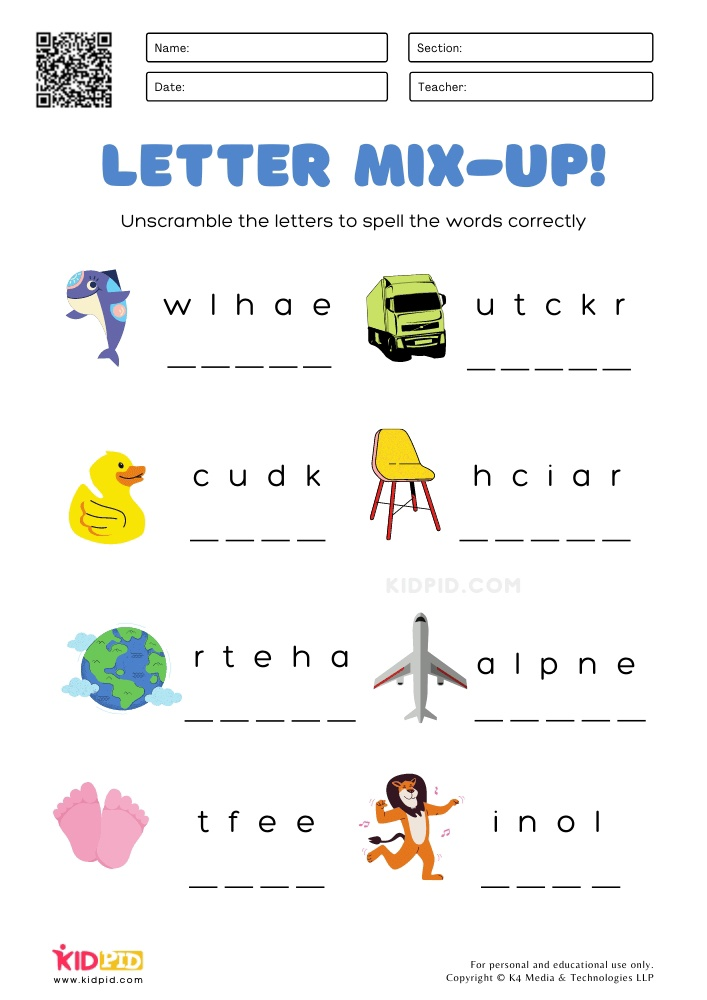 Name:
Section:
Date:
Teacher:
LETTER MIX-UP!
Unscramble the letters to spell the words correctly
w l h a e
u t c k r
c u d k
h c i a r
KIDPID.COM
r t e h a
a l p n e
t f e e
i n o l
KIDPID
www.kidpid.com
For personal and educational use only.
Copyright © K4 Media & Technologies LLP